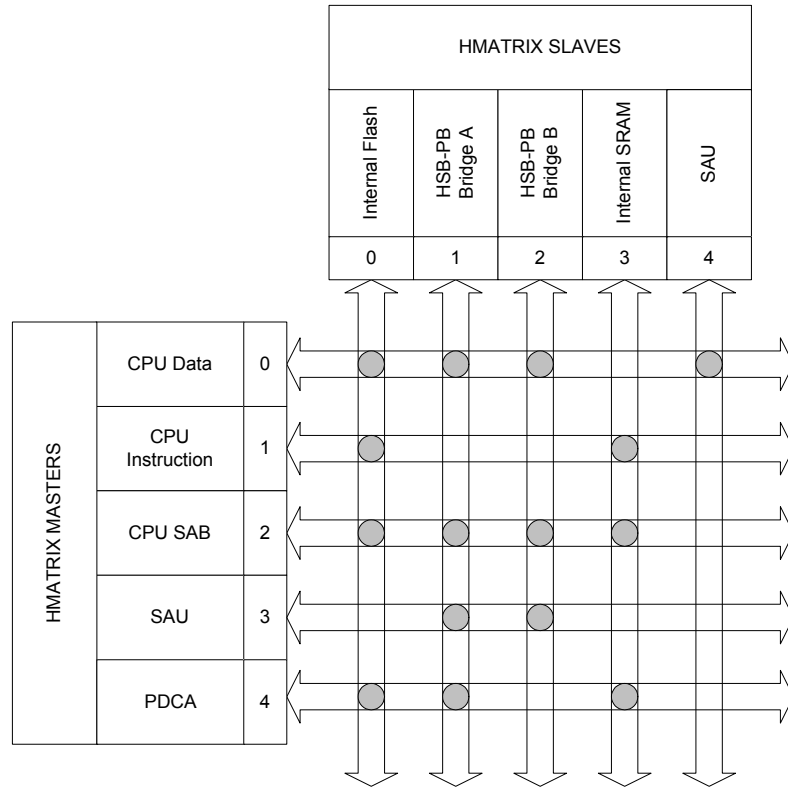 HMATRIX SLAVES
Internal Flash
HSB-PB
Bridge A
HSB-PB
Bridge B
Internal SRAM
SAU
0
1
2
3
4
HMATRIX MASTERS
CPU Data
0
CPU
Instruction
1
CPU SAB
2
SAU
3
PDCA
4